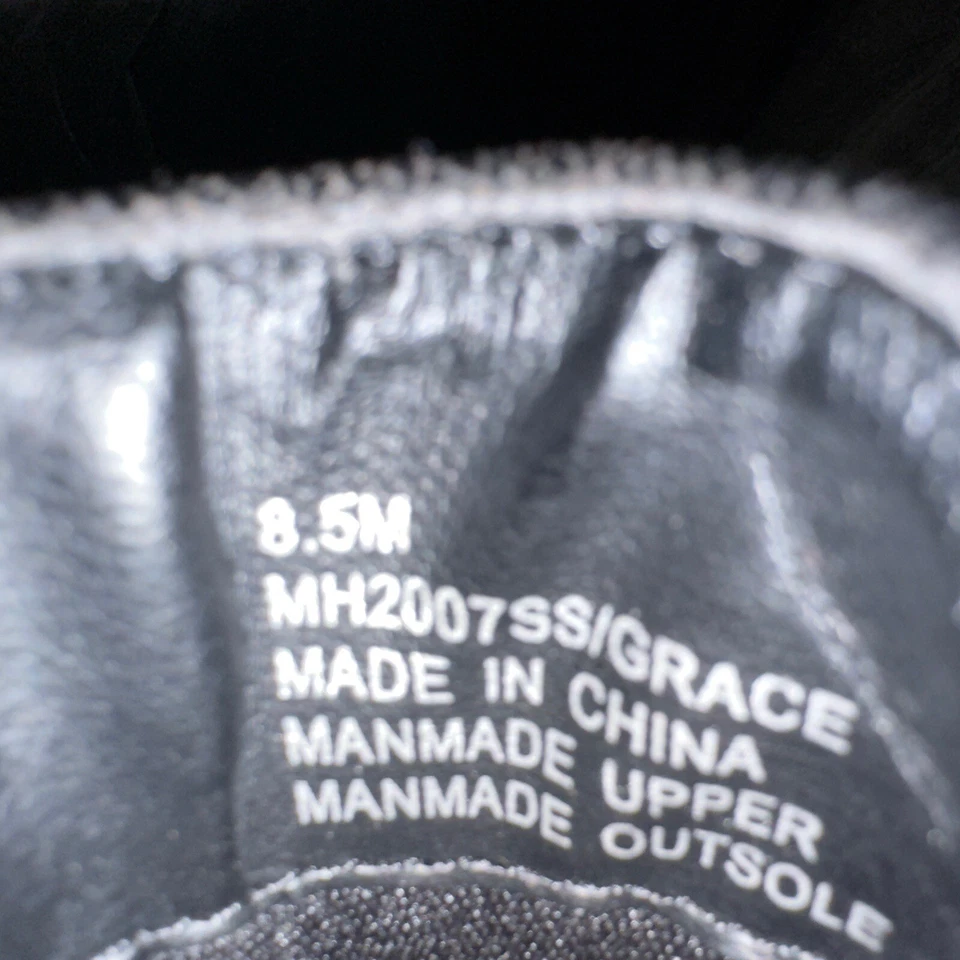 8.5M
MH2007SS/GRACE
MADE IN CHINA
MANMADE UPPER
MANMADE OUTSOLE